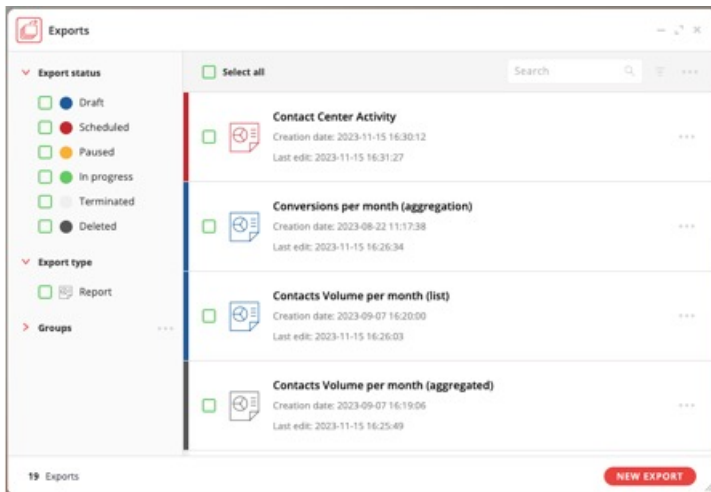 Exports
Export status
Draft
Scheduled
Paused
In progress
Terminated
Deleted
Export type
Report
Groups
Select all
Search
Contact Center Activity
Creation date: 2023-11-15 16:30:12
Last edit: 2023-11-15 16:31:27
Conversions per month (aggregation)
Creation date: 2023-08-22 11:17:38
Last edit: 2023-11-15 16:26:34
Contacts Volume per month (list)
Creation date: 2023-09-07 16:20:00
Last edit: 2023-11-15 16:26:03
Contacts Volume per month (aggregated)
Creation date: 2023-09-07 16:19:06
Last edit: 2023-11-15 16:25:49
19 Exports
NEW EXPORT